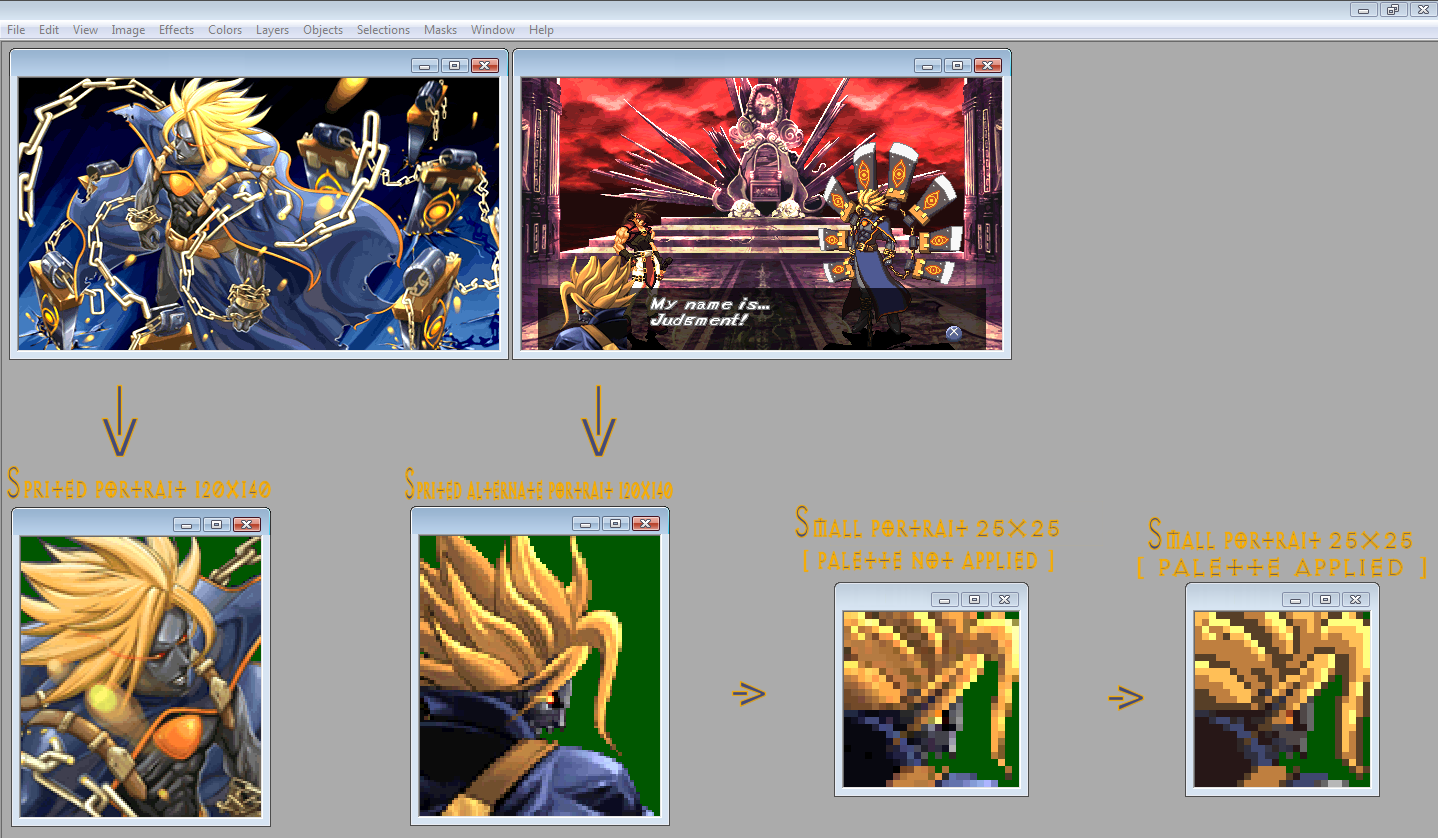 File Edit View Image Effects Colors Layers Objects Selections Masks Window Help
My name is...
Judgment!
Sprited portrait 120x140
Sprited alternate portrait 120x140
Small portrait 25x25
[ palette not applied ]
Small portrait 25x25
[ palette applied ]